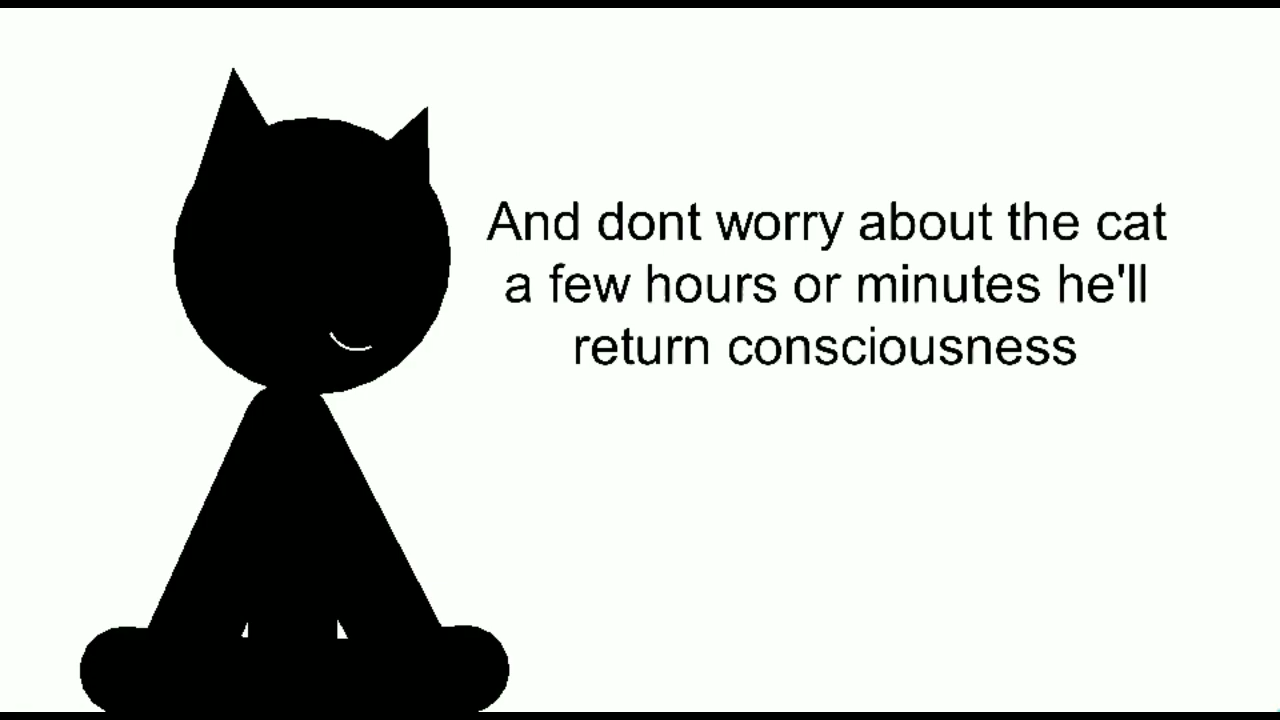 And dont worry about the cat
a few hours or minutes he'll
return consciousness